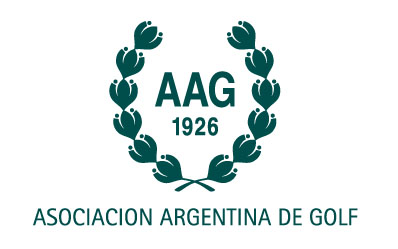 AAG
1926
ASOCIACION ARGENTINA DE GOLF